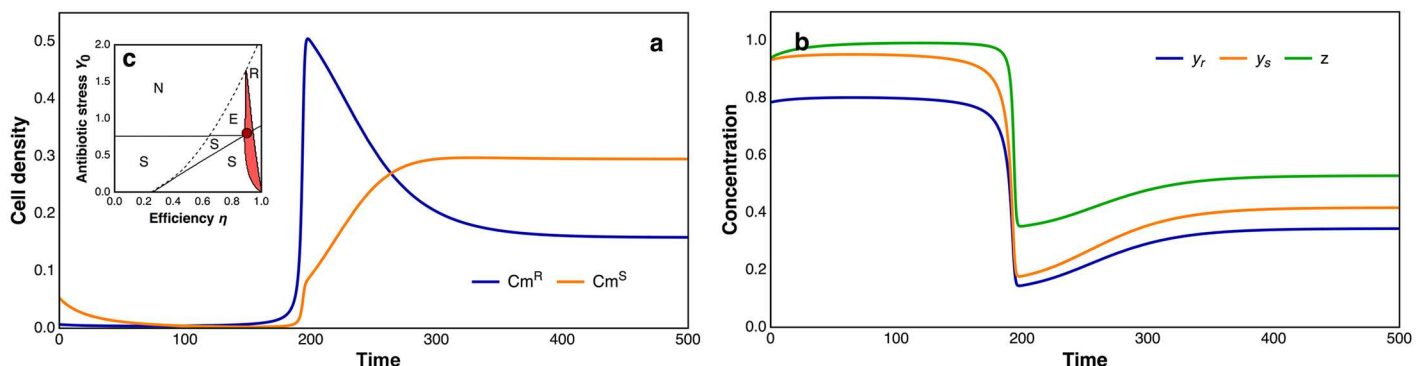 a
Cell density
0.5
0.4
0.3
0.2
0.1
0.0
0 100 200 300 400 500
Time
Cm^R Cm^S
c
Antibiotic stress Y₀
2.0
1.5
1.0
0.5
0.0
0.0 0.2 0.4 0.6 0.8 1.0
Efficiency η
N
R
E
S
S
S
b
Concentration
1.0
0.8
0.6
0.4
0.2
0.0
0 100 200 300 400 500
Time
yᵣ yₛ z